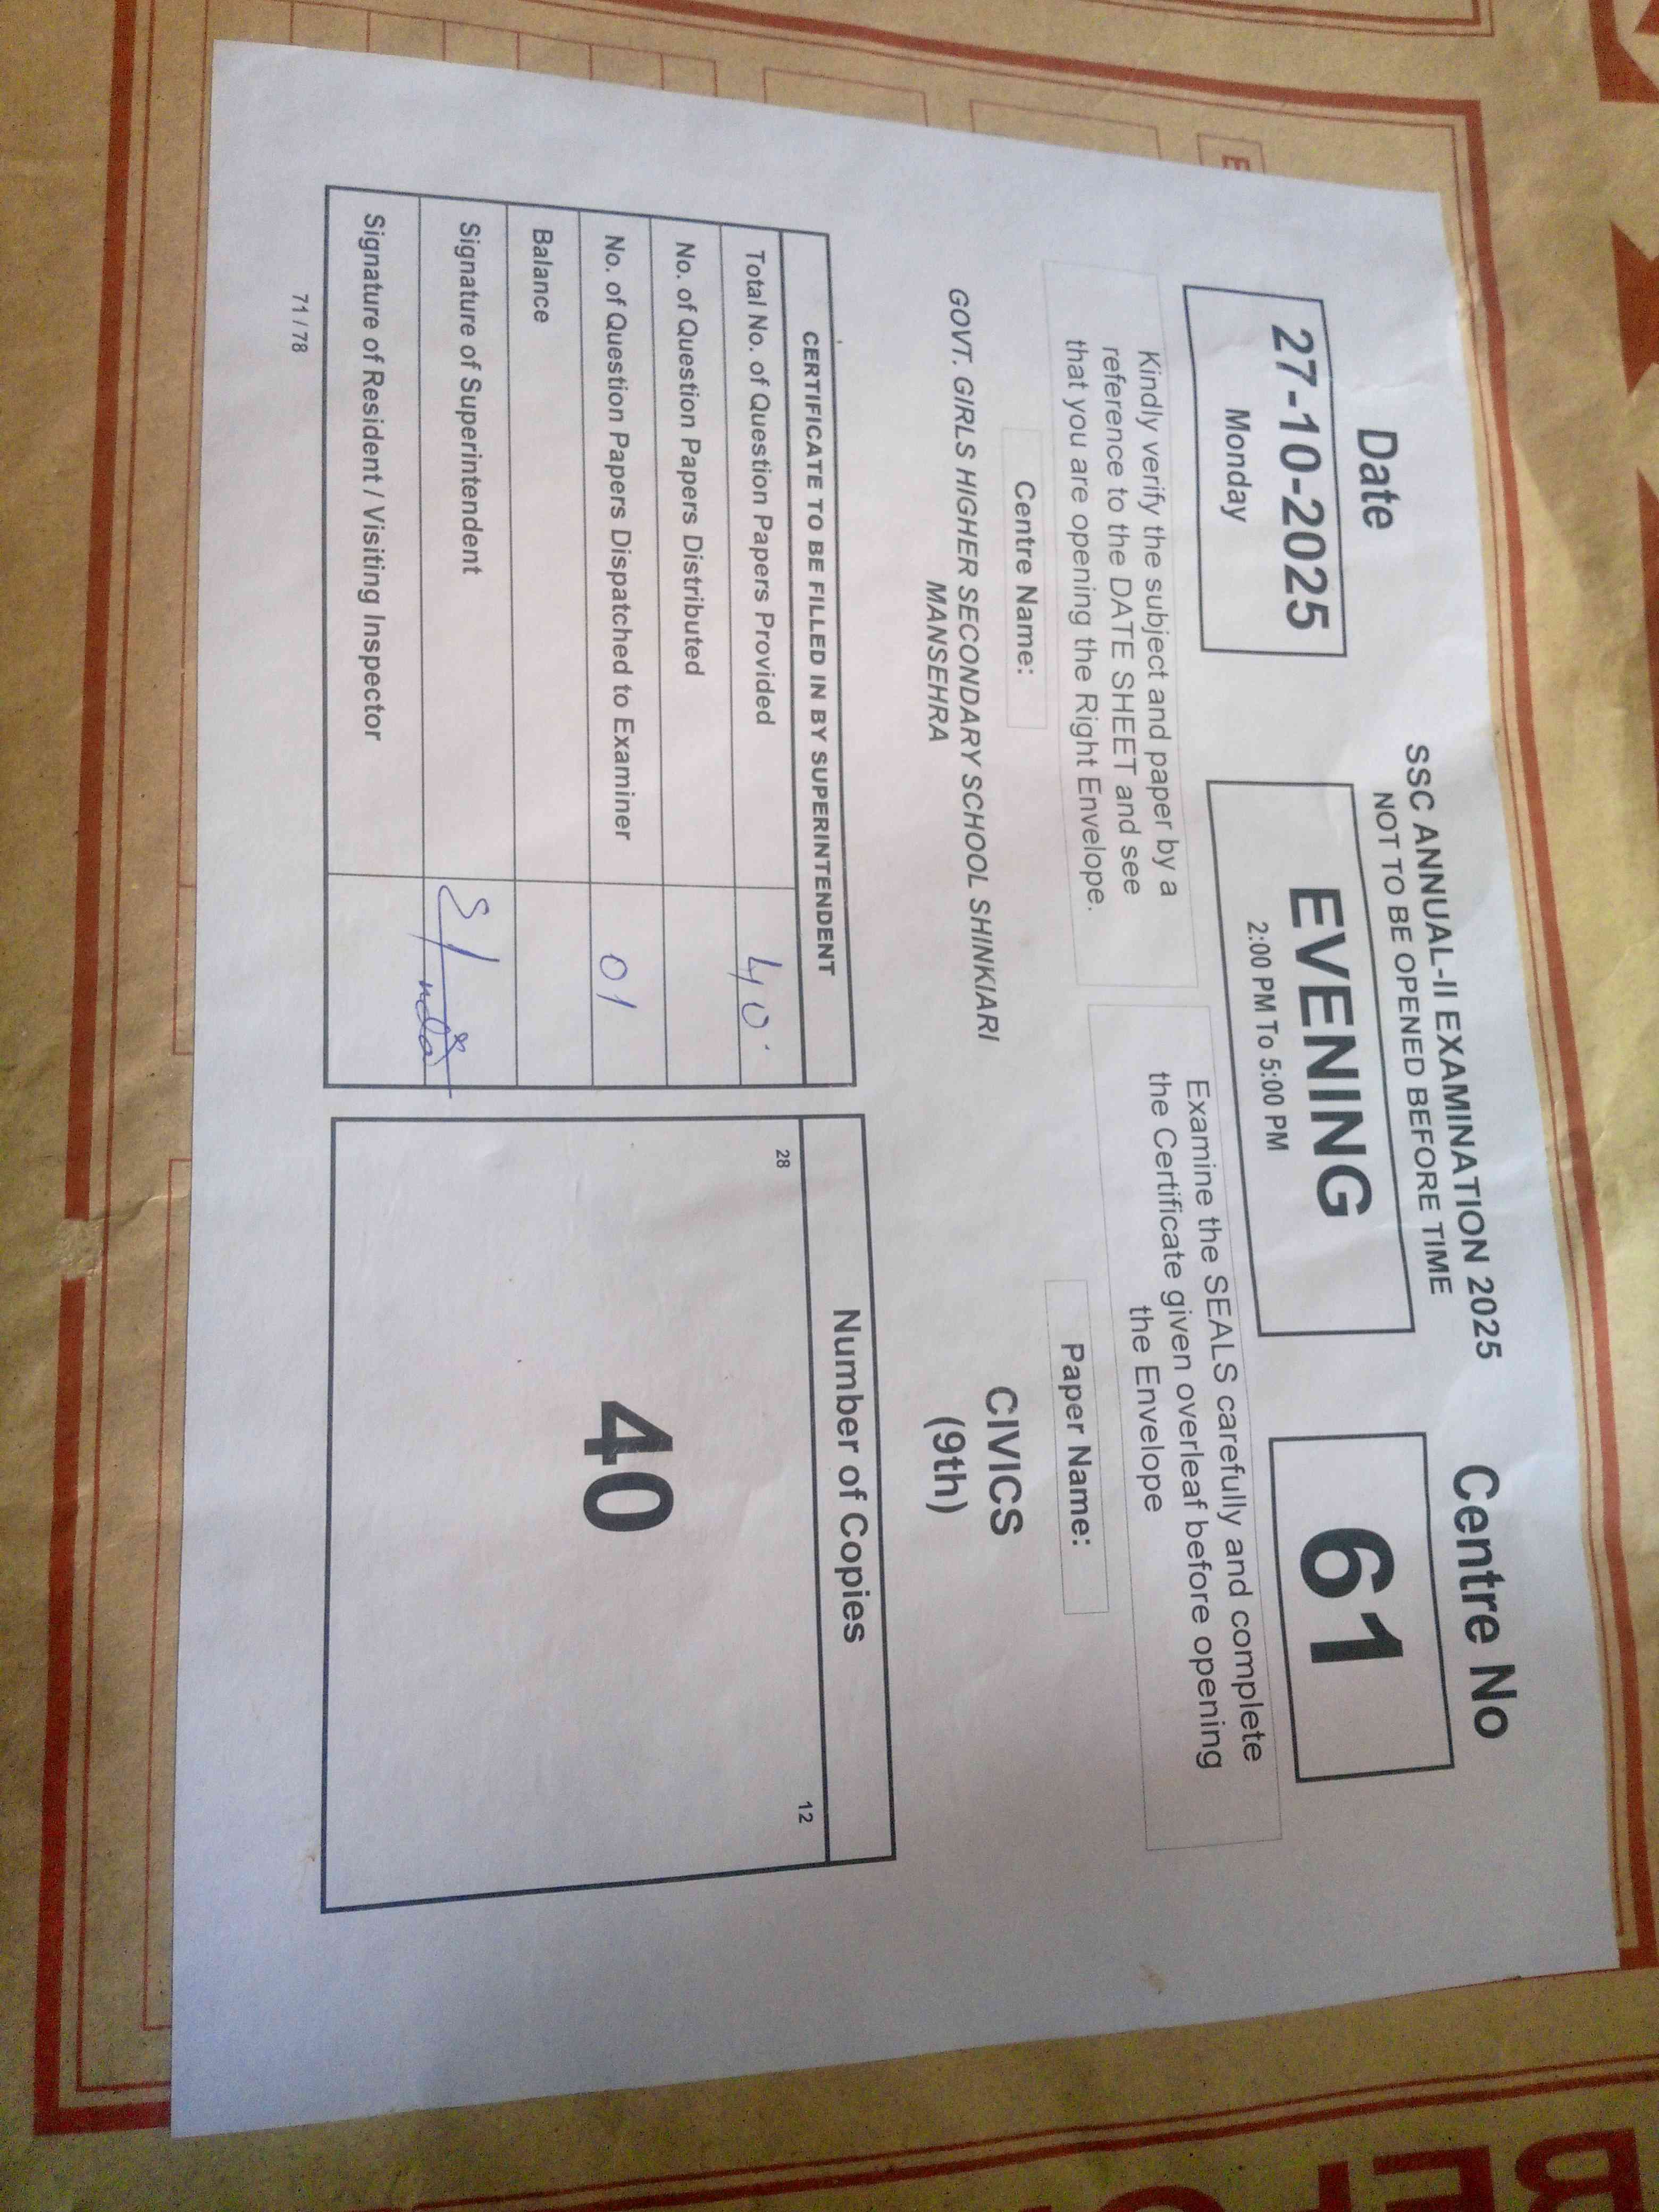 SSC ANNUAL-II EXAMINATION 2025
NOT TO BE OPENED BEFORE TIME
Date
Centre No
27-10-2025
Monday
EVENING
2:00 PM To 5:00 PM
61
Kindly verify the subject and paper by a
reference to the DATE SHEET and see
that you are opening the Right Envelope.
Examine the SEALS carefully and complete
the Certificate given overleaf before opening
the Envelope
Centre Name:
Paper Name:
GOVT. GIRLS HIGHER SECONDARY SCHOOL SHINKIARI
MANSEHRA
CIVICS
(9th)
CERTIFICATE TO BE FILLED IN BY SUPERINTENDENT
Total No. of Question Papers Provided 40
No. of Question Papers Distributed
No. of Question Papers Dispatched to Examiner 01
Balance
Signature of Superintendent
Signature of Resident / Visiting Inspector
Number of Copies
28 12
40
71 / 78